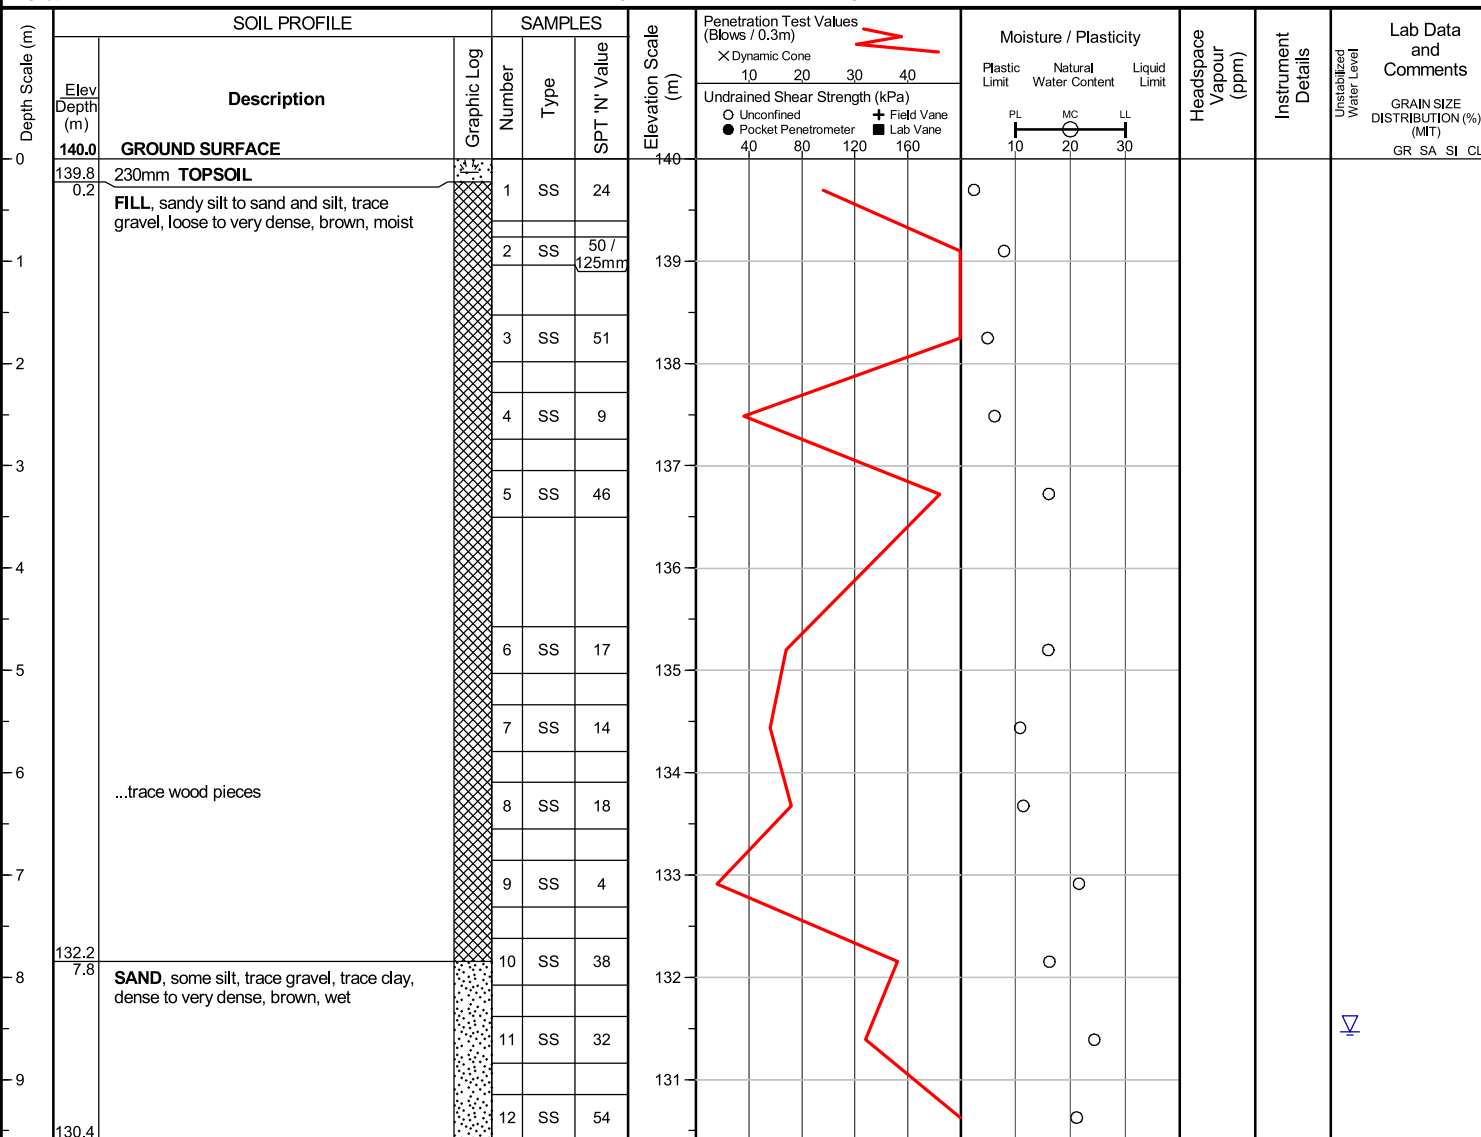 SOIL PROFILE
SAMPLES
Depth Scale (m)
Elev
Depth
(m)
Description
Graphic Log
Number
Type
SPT 'N' Value
Elevation Scale
(m)
Penetration Test Values
(Blows / 0.3m)
Dynamic Cone
10 20 30 40
Undrained Shear Strength (kPa)
Unconfined Field Vane
Pocket Penetrometer Lab Vane
40 80 120 160
Moisture / Plasticity
Plastic Limit
Natural Water Content
Liquid Limit
PL MC LL
10 20 30
Headspace
Vapour
(ppm)
Instrument
Details
Unstabilized
Water Level
Lab Data
and
Comments
GRAIN SIZE
DISTRIBUTION (%)
(MIT)
GR SA SI CL
0 140.0 GROUND SURFACE 140
139.8 230mm TOPSOIL
0.2
FILL, sandy silt to sand and silt, trace
gravel, loose to very dense, brown, moist
1 SS 24
2 SS 50 /
125mm
1 139
3 SS 51
2 138
4 SS 9
3 137
5 SS 46
4 136
6 SS 17
5 135
7 SS 14
6 134
...trace wood pieces
8 SS 18
7 133
9 SS 4
132.2
7.8
10 SS 38
SAND, some silt, trace gravel, trace clay,
dense to very dense, brown, wet
8 132
11 SS 32
9 131
12 SS 54
130.4